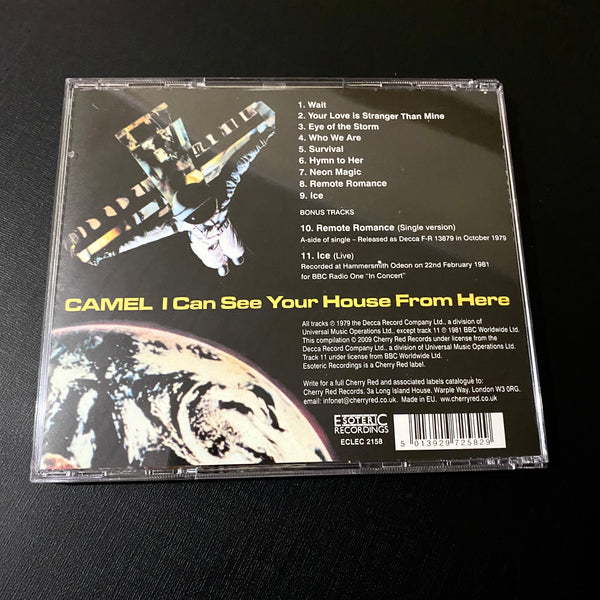 1. Wait
2. Your Love is Stranger Than Mine
3. Eye of the Storm
4. Who We Are
5. Survival
6. Hymn to Her
7. Neon Magic
8. Remote Romance
9. Ice
BONUS TRACKS
10. Remote Romance (Single version)
A-side of single – Released as Decca F-R 13879 in October 1979
11. Ice (Live)
Recorded at Hammersmith Odeon on 22nd February 1981
for BBC Radio One "In Concert"
CAMEL I Can See Your House From Here
All tracks ℗ 1979 the Decca Record Company Ltd., a division of
Universal Music Operations Ltd., except track 11 ℗ 1981 BBC Worldwide Ltd.
This compilation © 2009 Cherry Red Records under license from the
Decca Record Company Ltd., a division of Universal Music Operations Ltd.
Track 11 under license from BBC Worldwide Ltd.
Esoteric Recordings is a Cherry Red label.
Write for a full Cherry Red and associated labels catalogue to:
Cherry Red Records, 3a Long Island House, Warple Way, London W3 0RG.
email: infonet@cherryred.co.uk. Made in EU. www.cherryred.co.uk
ESOTERIC
RECORDINGS
ECLEC 2158
5 013929 725829